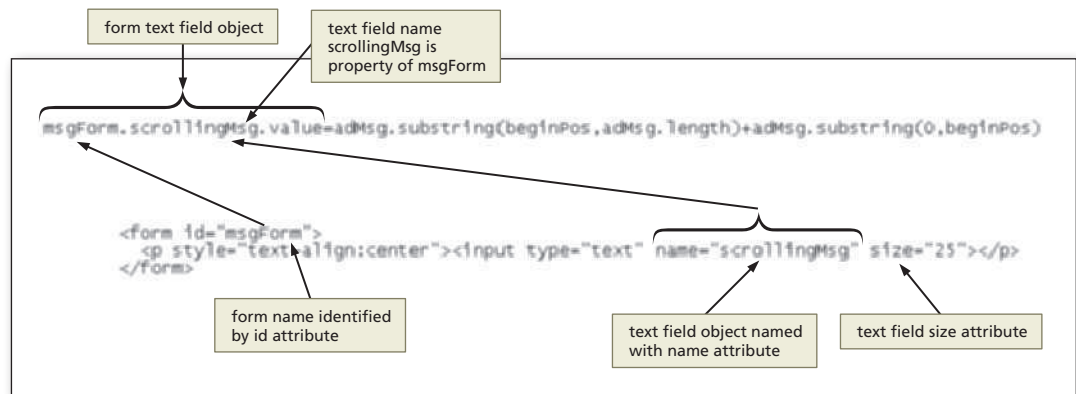 form text field object
text field name
scrollingMsg is
property of msgForm
msgForm.scrollingMsg.value=adMsg.substring(beginPos,adMsg.length)+adMsg.substring(0,beginPos)
<form id="msgForm">
<p style="text-align:center"><input type="text" name="scrollingMsg" size="25"></p>
</form>
form name identified
by id attribute
text field object named
with name attribute
text field size attribute